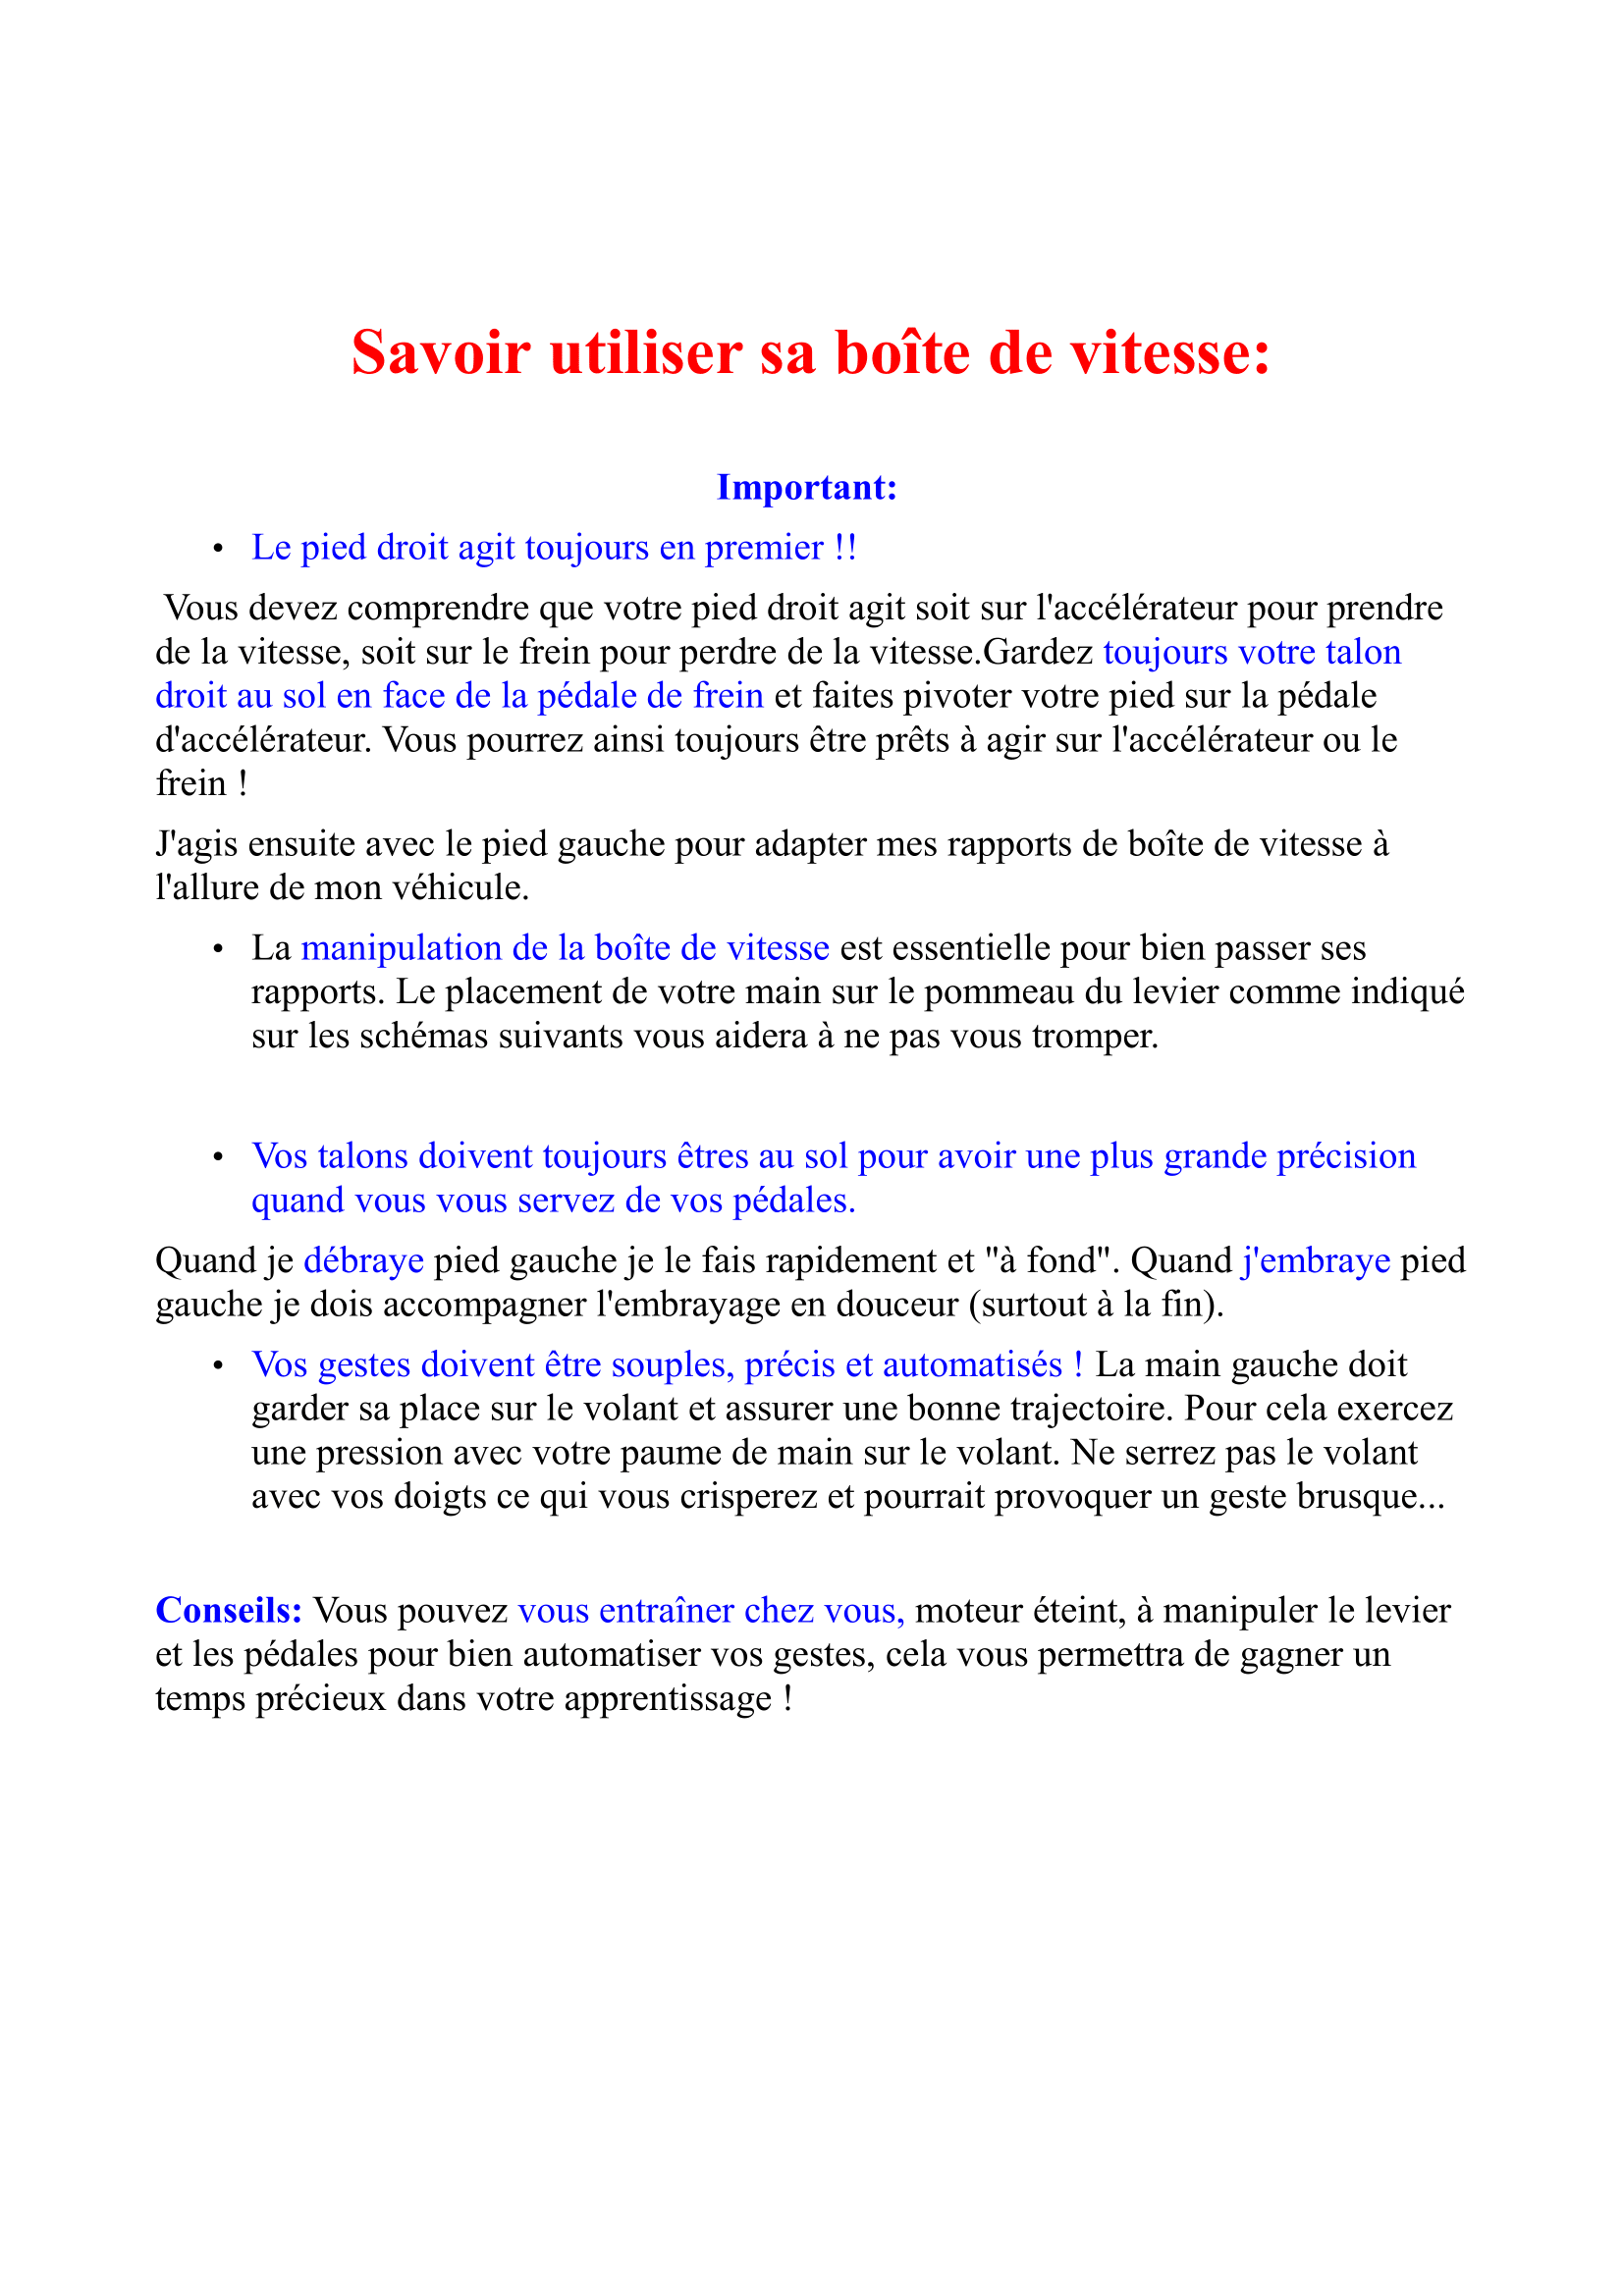 Savoir utiliser sa boîte de vitesse:
Important:
• Le pied droit agit toujours en premier !!
Vous devez comprendre que votre pied droit agit soit sur l'accélérateur pour prendre
de la vitesse, soit sur le frein pour perdre de la vitesse.Gardez toujours votre talon
droit au sol en face de la pédale de frein et faites pivoter votre pied sur la pédale
d'accélérateur. Vous pourrez ainsi toujours être prêts à agir sur l'accélérateur ou le
frein !
J'agis ensuite avec le pied gauche pour adapter mes rapports de boîte de vitesse à
l'allure de mon véhicule.
• La manipulation de la boîte de vitesse est essentielle pour bien passer ses
rapports. Le placement de votre main sur le pommeau du levier comme indiqué
sur les schémas suivants vous aidera à ne pas vous tromper.
• Vos talons doivent toujours êtres au sol pour avoir une plus grande précision
quand vous vous servez de vos pédales.
Quand je débraye pied gauche je le fais rapidement et "à fond". Quand j'embraye pied
gauche je dois accompagner l'embrayage en douceur (surtout à la fin).
• Vos gestes doivent être souples, précis et automatisés ! La main gauche doit
garder sa place sur le volant et assurer une bonne trajectoire. Pour cela exercez
une pression avec votre paume de main sur le volant. Ne serrez pas le volant
avec vos doigts ce qui vous crisperez et pourrait provoquer un geste brusque...
Conseils: Vous pouvez vous entraîner chez vous, moteur éteint, à manipuler le levier
et les pédales pour bien automatiser vos gestes, cela vous permettra de gagner un
temps précieux dans votre apprentissage !